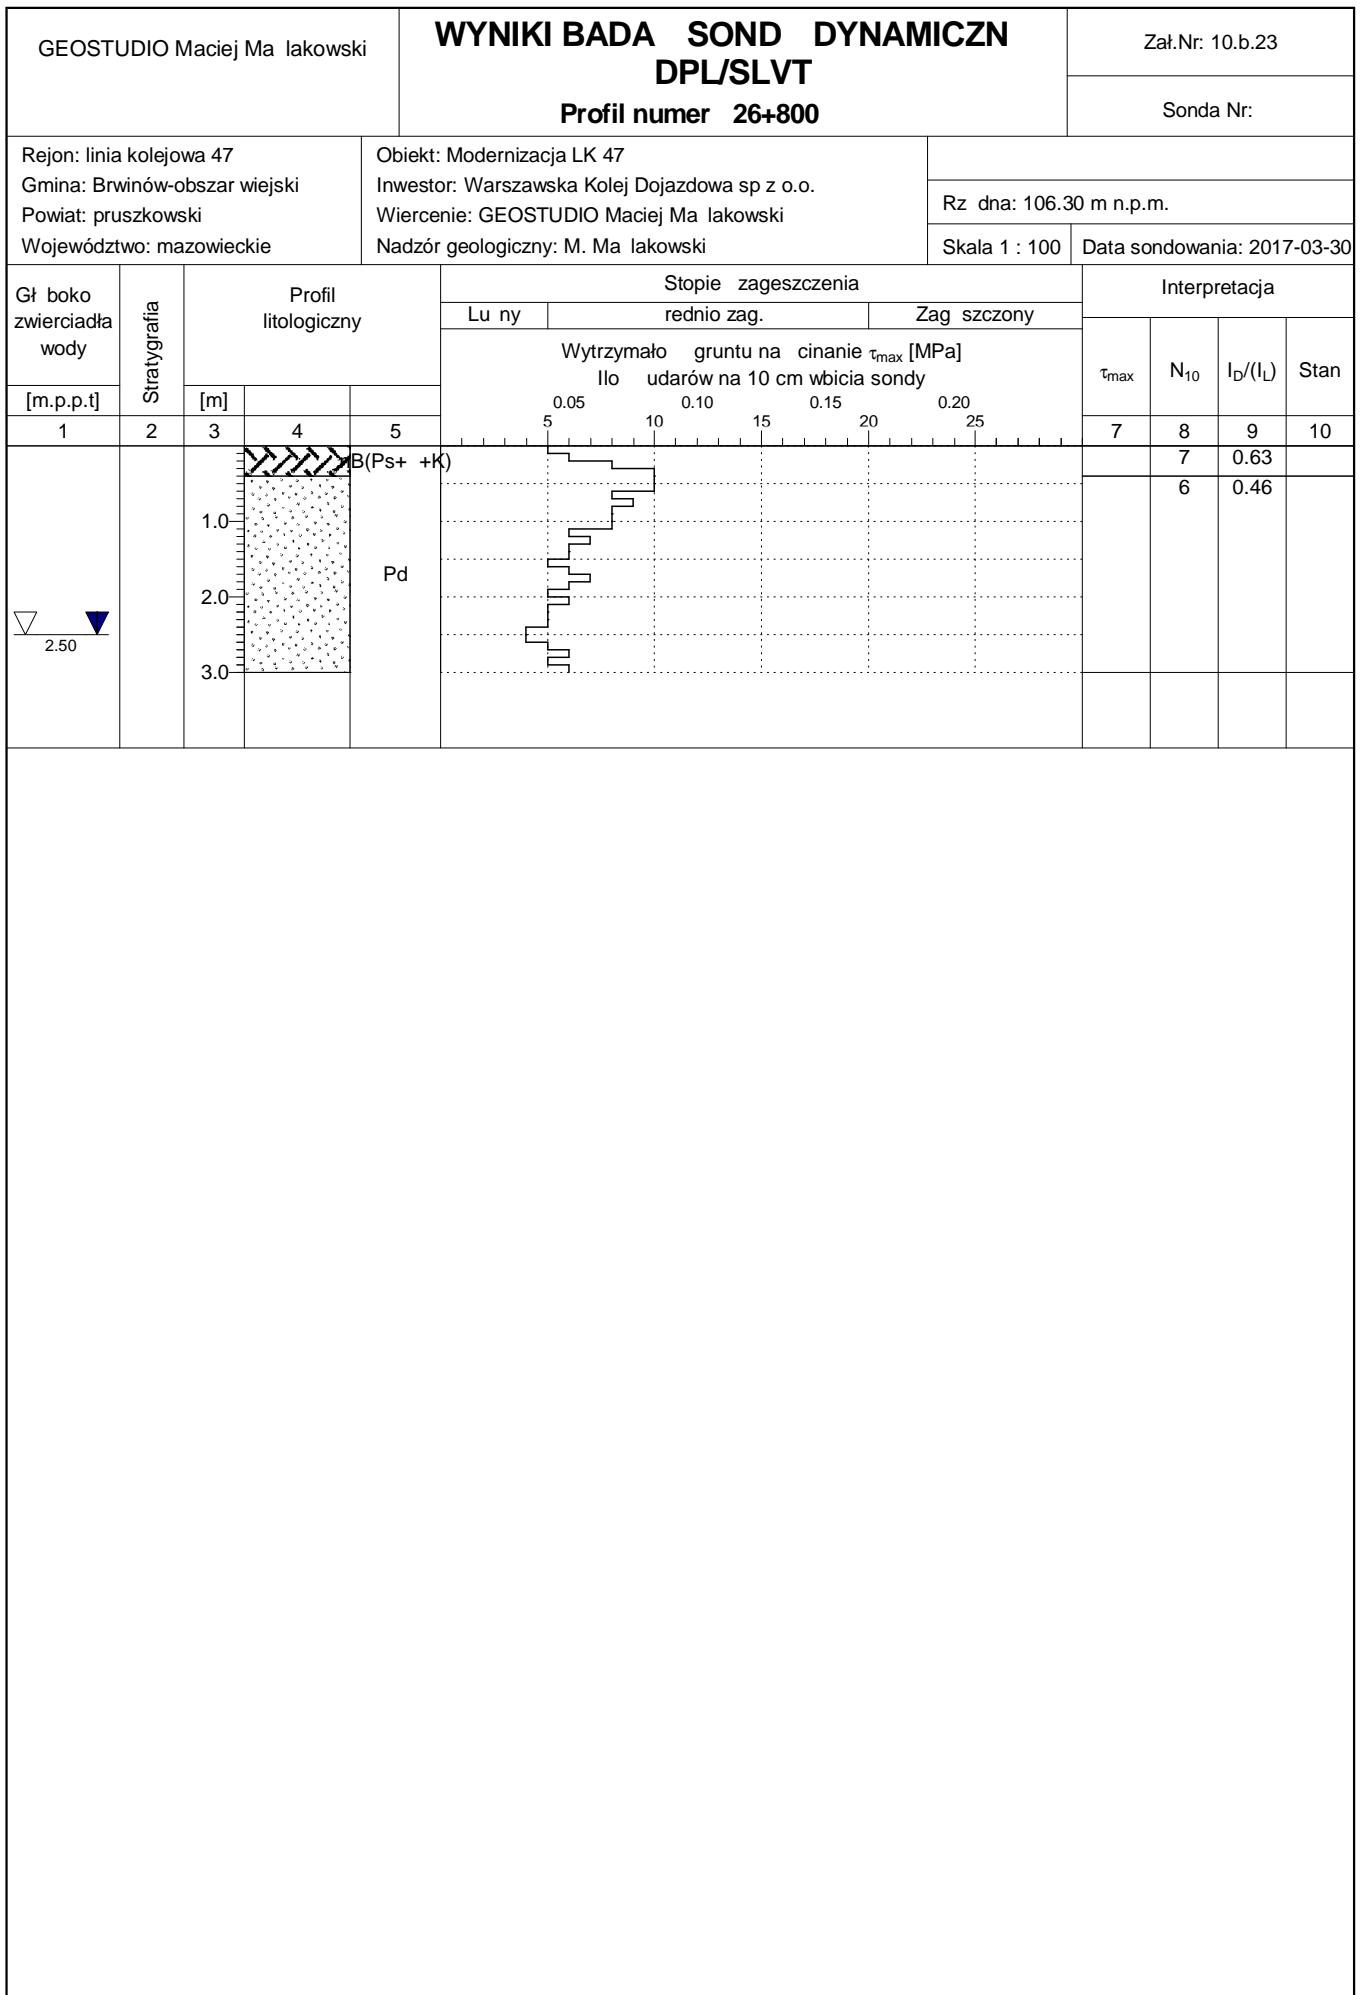 GEOSTUDIO Maciej Ma lakowski
WYNIKI BADA SOND DYNAMICZN
DPL/SLVT
Profil numer 26+800
Zał.Nr: 10.b.23
Sonda Nr:
Rejon: linia kolejowa 47
Gmina: Brwinów-obszar wiejski
Powiat: pruszkowski
Województwo: mazowieckie
Obiekt: Modernizacja LK 47
Inwestor: Warszawska Kolej Dojazdowa sp z o.o.
Wiercenie: GEOSTUDIO Maciej Ma lakowski
Nadzór geologiczny: M. Ma lakowski
Rz dna: 106.30 m n.p.m.
Skala 1 : 100
Data sondowania: 2017-03-30
Gł boko
zwierciadła
wody
[m.p.p.t]
Stratygrafia
Profil
litologiczny
[m]
Stopie zageszczenia
Lu ny
rednio zag.
Zag szczony
Wytrzymało gruntu na cinanie τmax [MPa]
Ilo udarów na 10 cm wbicia sondy
0.05 0.10 0.15 0.20
5 10 15 20 25
Interpretacja
τmax
N10
ID/(IL)
Stan
1 2 3 4 5 7 8 9 10
B(Ps+ +K)
7 0.63
6 0.46
1.0
Pd
2.0
2.50
3.0